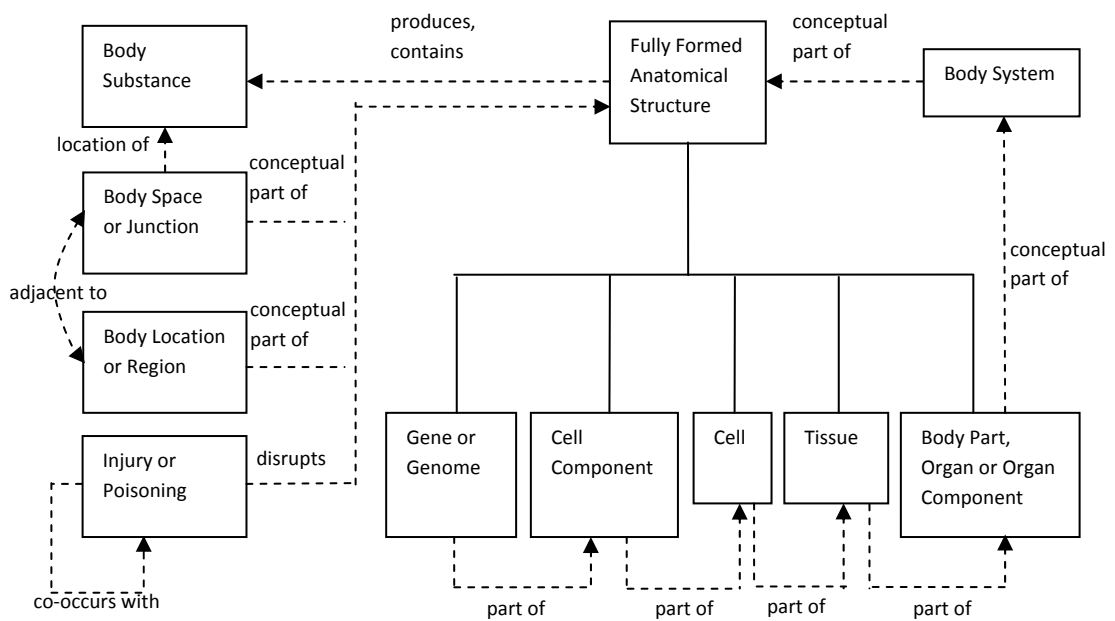 produces,
contains
conceptual
part of
Body
Substance
Fully Formed
Anatomical
Structure
Body System
location of
conceptual
part of
Body Space
or Junction
conceptual
part of
adjacent to
conceptual
part of
Body Location
or Region
Gene or
Genome
Cell
Component
Cell
Tissue
Body Part,
Organ or Organ
Component
Injury or
Poisoning
disrupts
co-occurs with
part of
part of
part of
part of